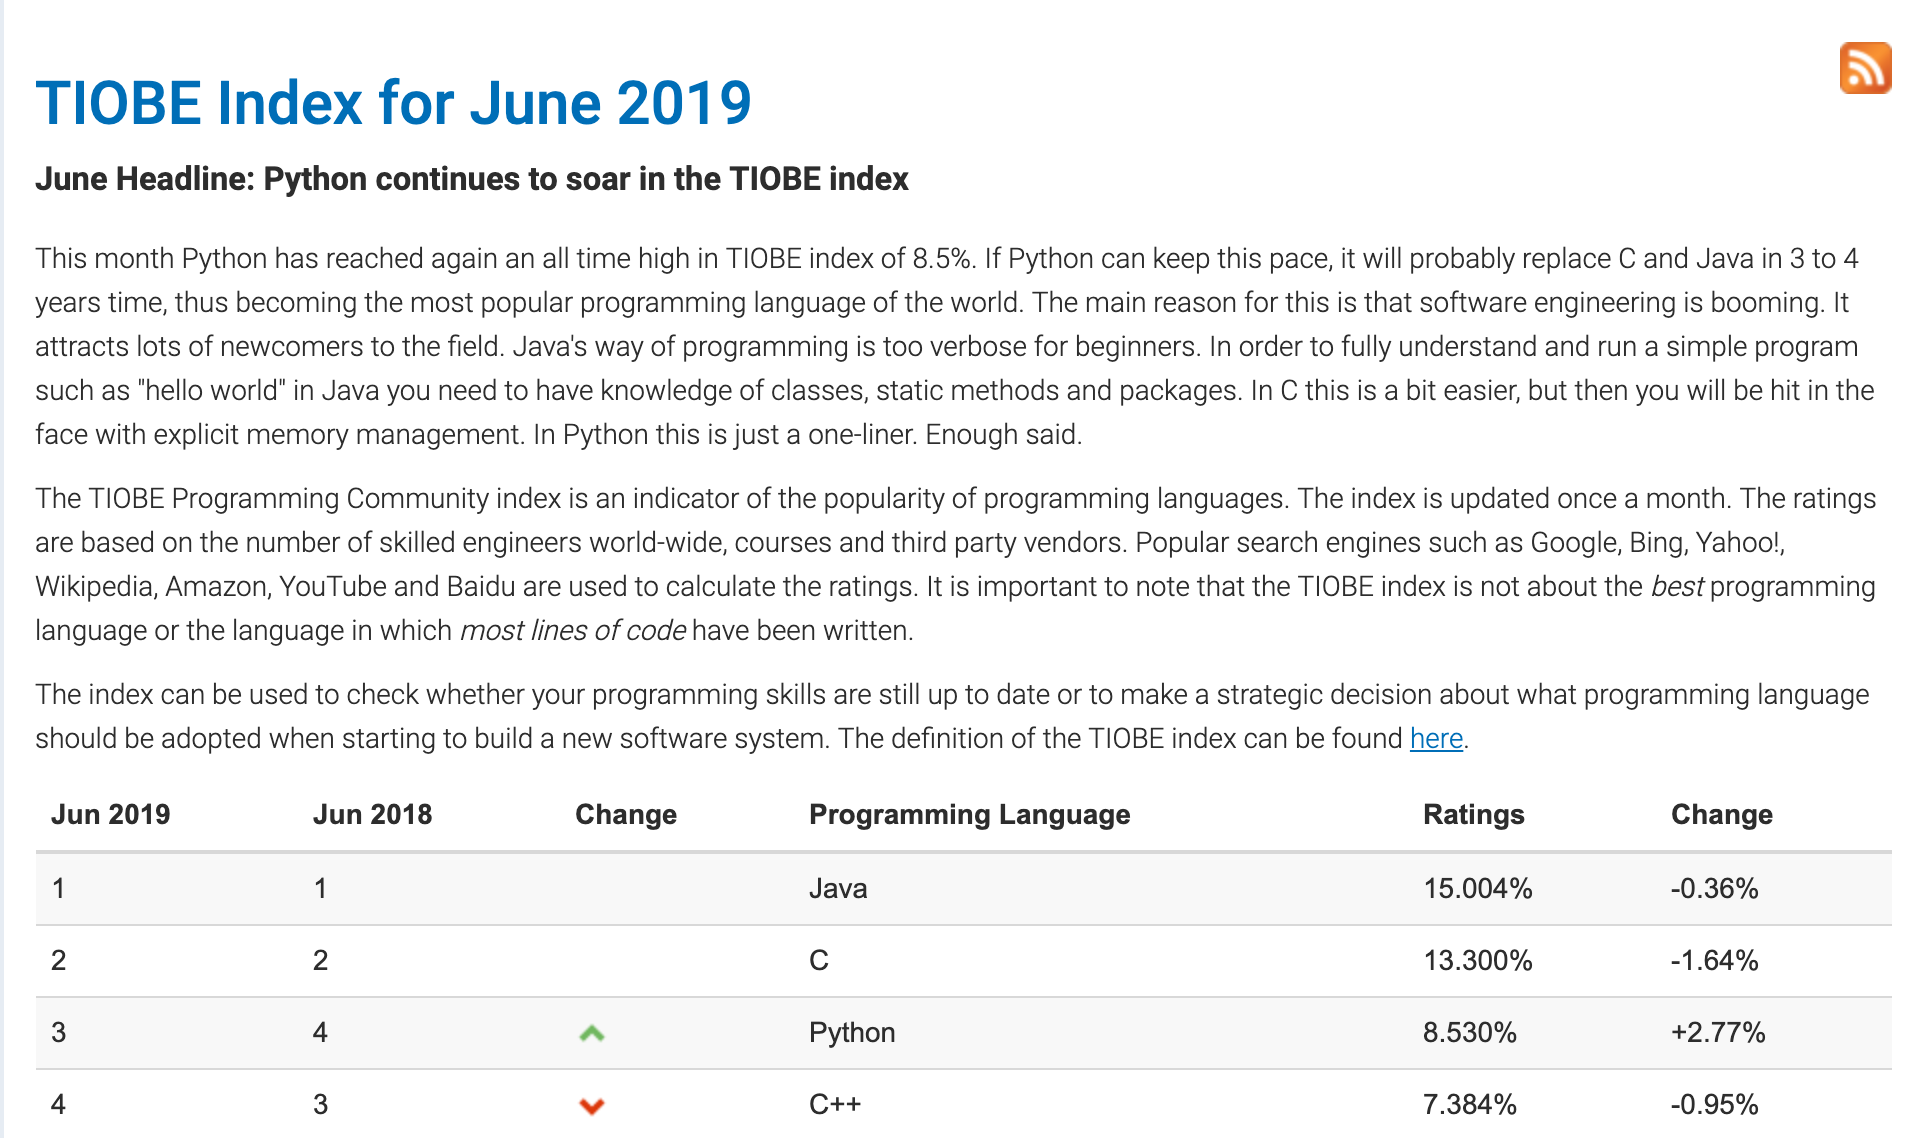 TIOBE Index for June 2019
June Headline: Python continues to soar in the TIOBE index
This month Python has reached again an all time high in TIOBE index of 8.5%. If Python can keep this pace, it will probably replace C and Java in 3 to 4
years time, thus becoming the most popular programming language of the world. The main reason for this is that software engineering is booming. It
attracts lots of newcomers to the field. Java's way of programming is too verbose for beginners. In order to fully understand and run a simple program
such as "hello world" in Java you need to have knowledge of classes, static methods and packages. In C this is a bit easier, but then you will be hit in the
face with explicit memory management. In Python this is just a one-liner. Enough said.
The TIOBE Programming Community index is an indicator of the popularity of programming languages. The index is updated once a month. The ratings
are based on the number of skilled engineers world-wide, courses and third party vendors. Popular search engines such as Google, Bing, Yahoo!,
Wikipedia, Amazon, YouTube and Baidu are used to calculate the ratings. It is important to note that the TIOBE index is not about the best programming
language or the language in which most lines of code have been written.
The index can be used to check whether your programming skills are still up to date or to make a strategic decision about what programming language
should be adopted when starting to build a new software system. The definition of the TIOBE index can be found here.
Jun 2019 Jun 2018 Change Programming Language Ratings Change
1 1 Java 15.004% -0.36%
2 2 C 13.300% -1.64%
3 4 Python 8.530% +2.77%
4 3 C++ 7.384% -0.95%